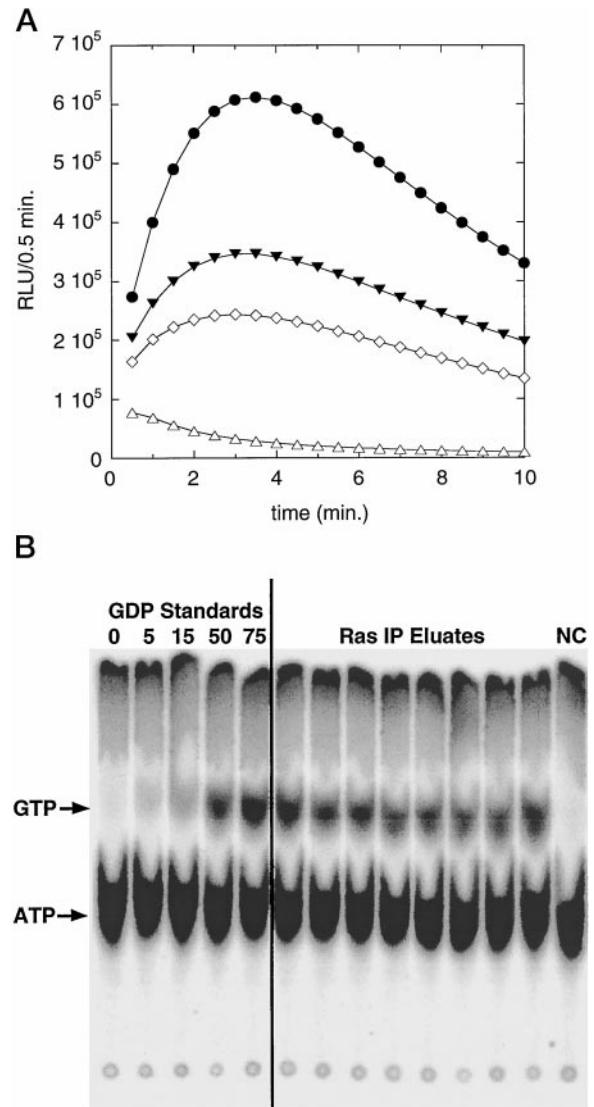 A
7 10⁵
6 10⁵
5 10⁵
4 10⁵
3 10⁵
2 10⁵
1 10⁵
0
RLU/0.5 min.
0 2 4 6 8 10
time (min.)
B
GDP Standards
0 5 15 50 75
Ras IP Eluates
NC
GTP
ATP